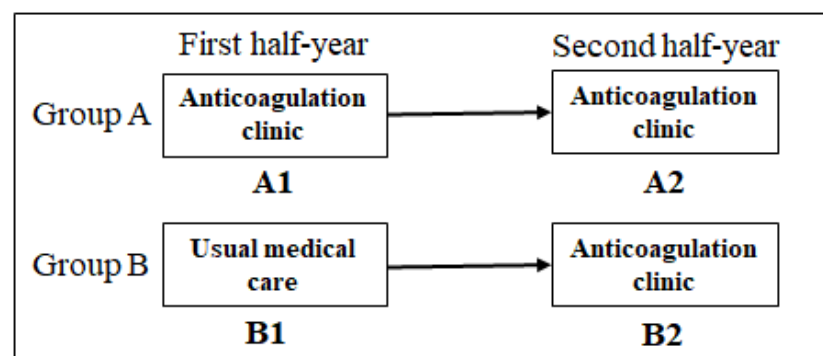 First half-year Second half-year
Group A
Anticoagulation
clinic
Anticoagulation
clinic
A1 A2
Group B
Usual medical
care
Anticoagulation
clinic
B1 B2